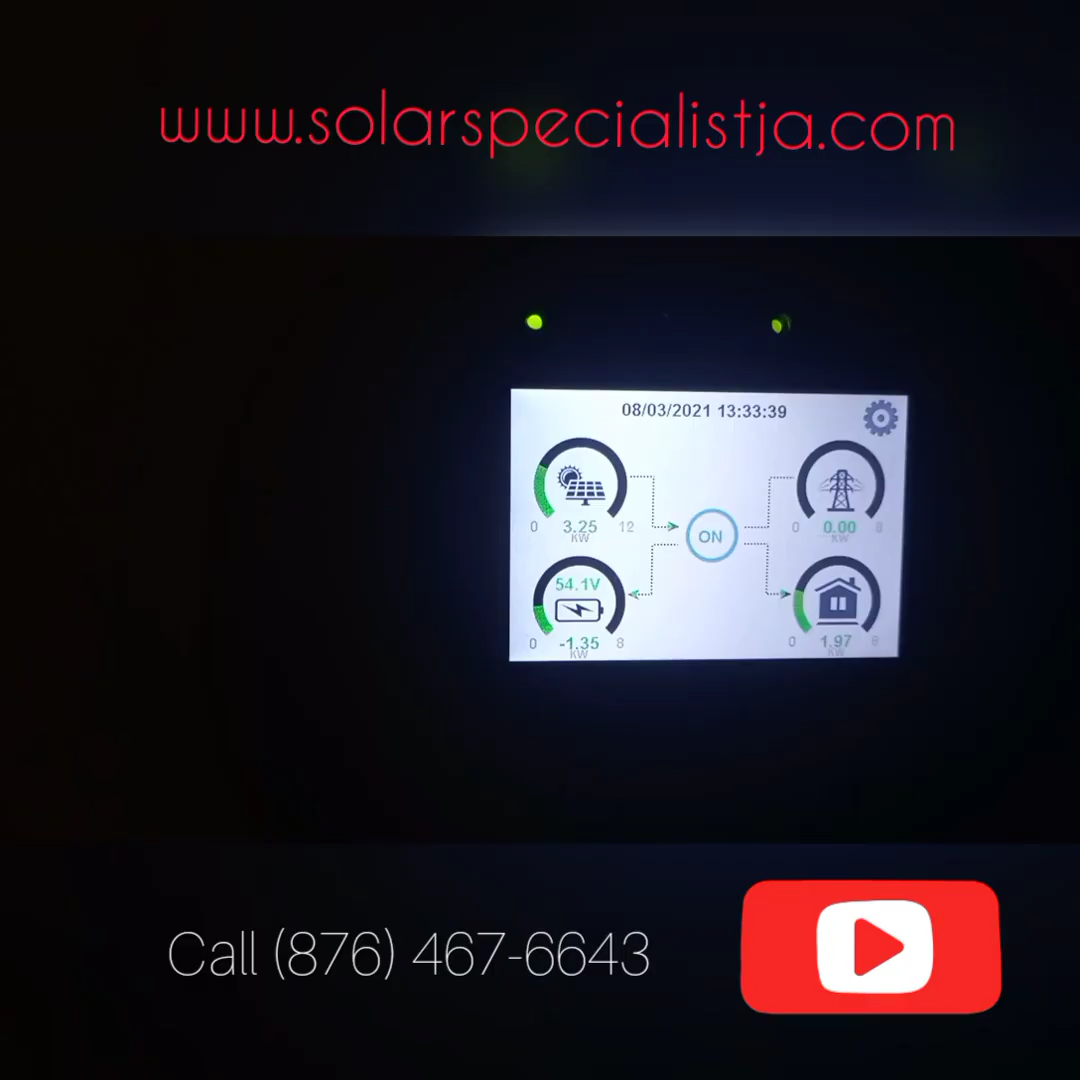 www.solarspecialistja.com
08/03/2021 13:33:39
0 3.25 12
KW
ON
0 0.00 8
KW
54.1V
0 -1.35 8
KW
0 1.97 8
KW
Call (876) 467-6643